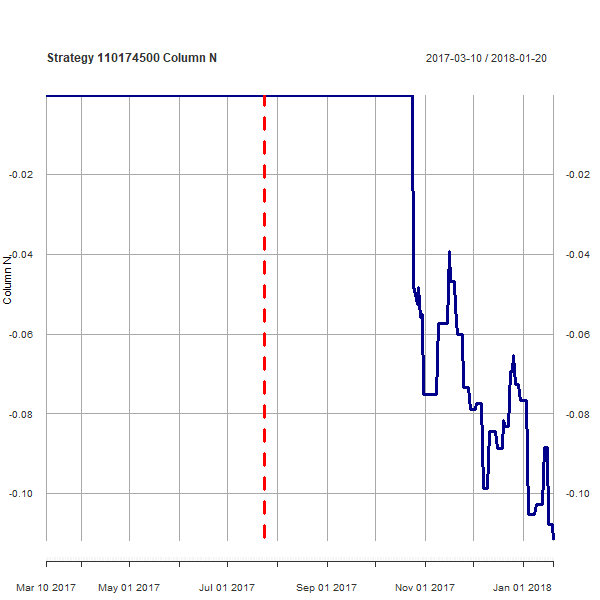 Strategy 110174500 Column N 2017-03-10 / 2018-01-20
-0.02 -0.02
-0.04 -0.04
Column N
-0.06 -0.06
-0.08 -0.08
-0.10 -0.10
Mar 10 2017 May 01 2017 Jul 01 2017 Sep 01 2017 Nov 01 2017 Jan 01 2018